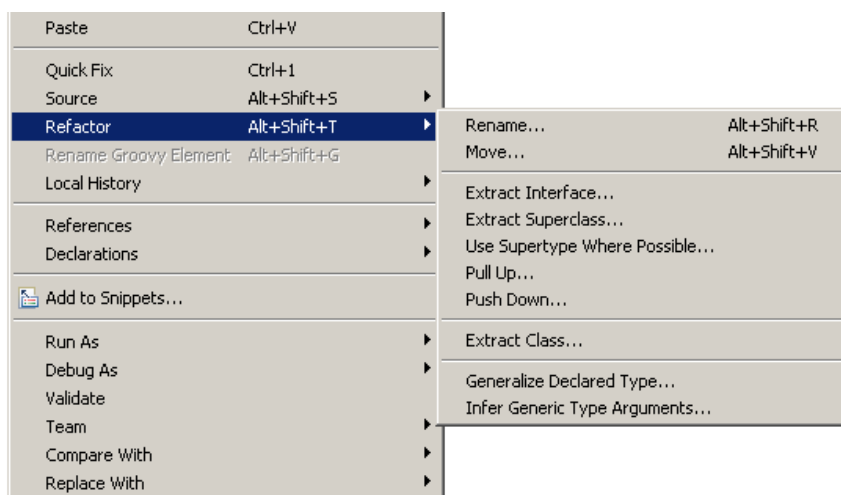 Paste Ctrl+V
Quick Fix Ctrl+1
Source Alt+Shift+S
Refactor Alt+Shift+T
Rename Groovy Element Alt+Shift+G
Local History
References
Declarations
Add to Snippets...
Run As
Debug As
Validate
Team
Compare With
Replace With
Rename... Alt+Shift+R
Move... Alt+Shift+V
Extract Interface...
Extract Superclass...
Use Supertype Where Possible...
Pull Up...
Push Down...
Extract Class...
Generalize Declared Type...
Infer Generic Type Arguments...